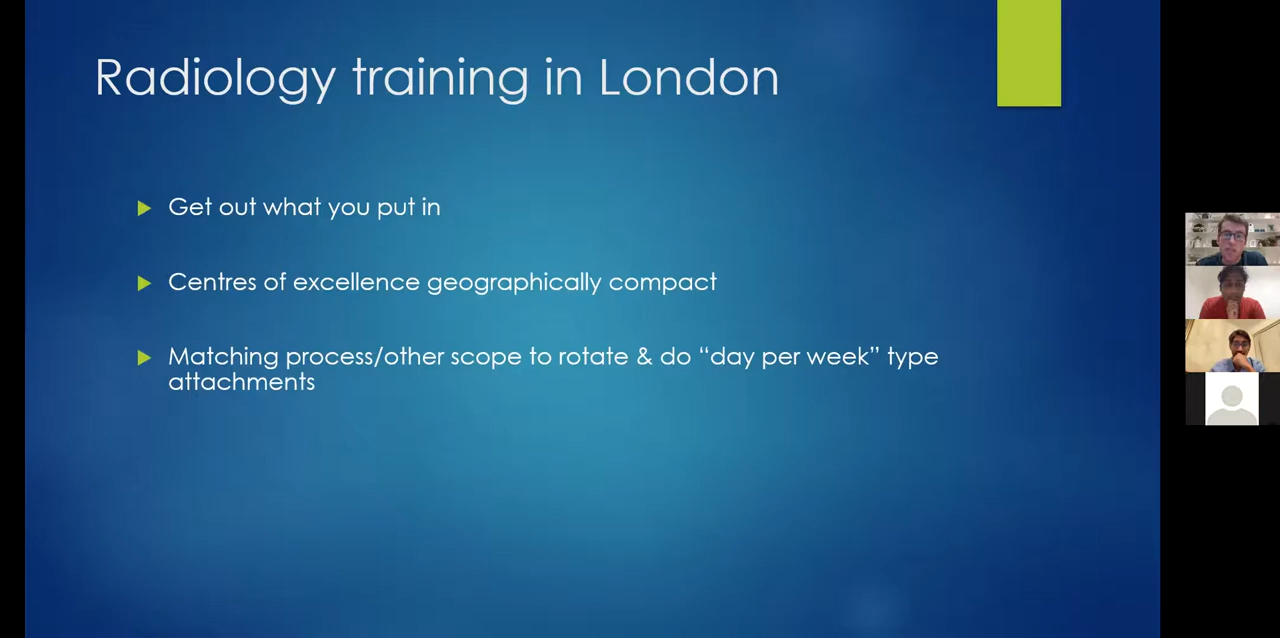 Radiology training in London
Get out what you put in
Centres of excellence geographically compact
Matching process/other scope to rotate & do “day per week” type
attachments